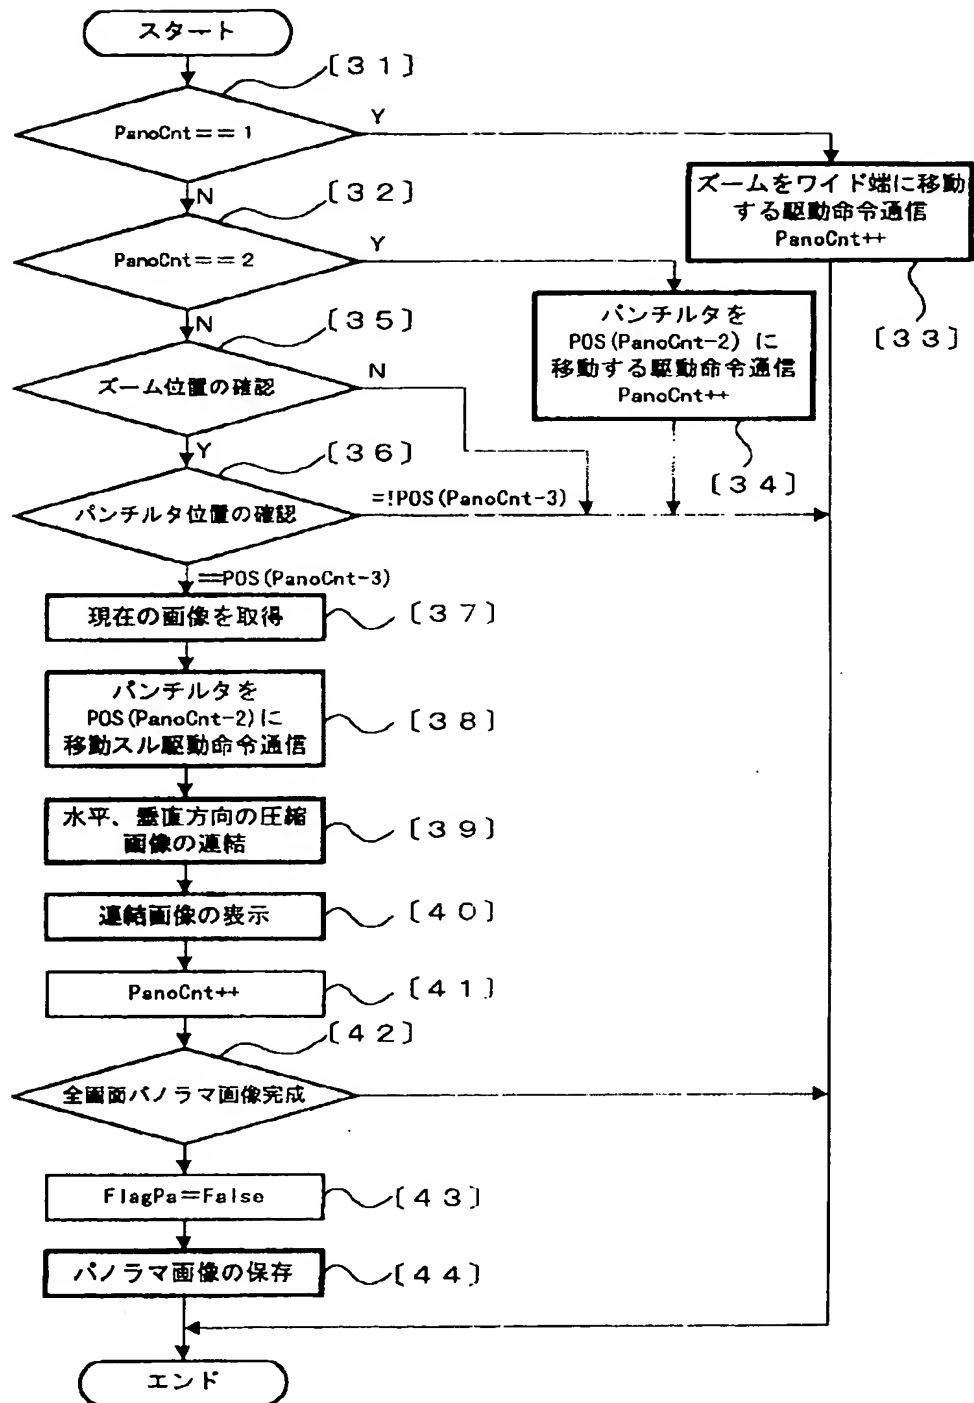 スタート
〔31〕
PanoCnt==1
Y
N
ズームをワイド端に移動
する駆動命令通信
PanoCnt++
〔33〕
〔32〕
PanoCnt==2
Y
N
パンチルタを
POS(PanoCnt-2) に
移動する駆動命令通信
PanoCnt++
〔34〕
〔35〕
ズーム位置の確認
N
Y
〔36〕
パンチルタ位置の確認
=!POS(PanoCnt-3)
==POS(PanoCnt-3)
現在の画像を取得
〔37〕
パンチルタを
POS(PanoCnt-2)に
移動スル駆動命令通信
〔38〕
水平、垂直方向の圧縮
画像の連結
〔39〕
連結画像の表示
〔40〕
PanoCnt++
〔41〕
〔42〕
全画面パノラマ画像完成
FlagPa=False
〔43〕
パノラマ画像の保存
〔44〕
エンド